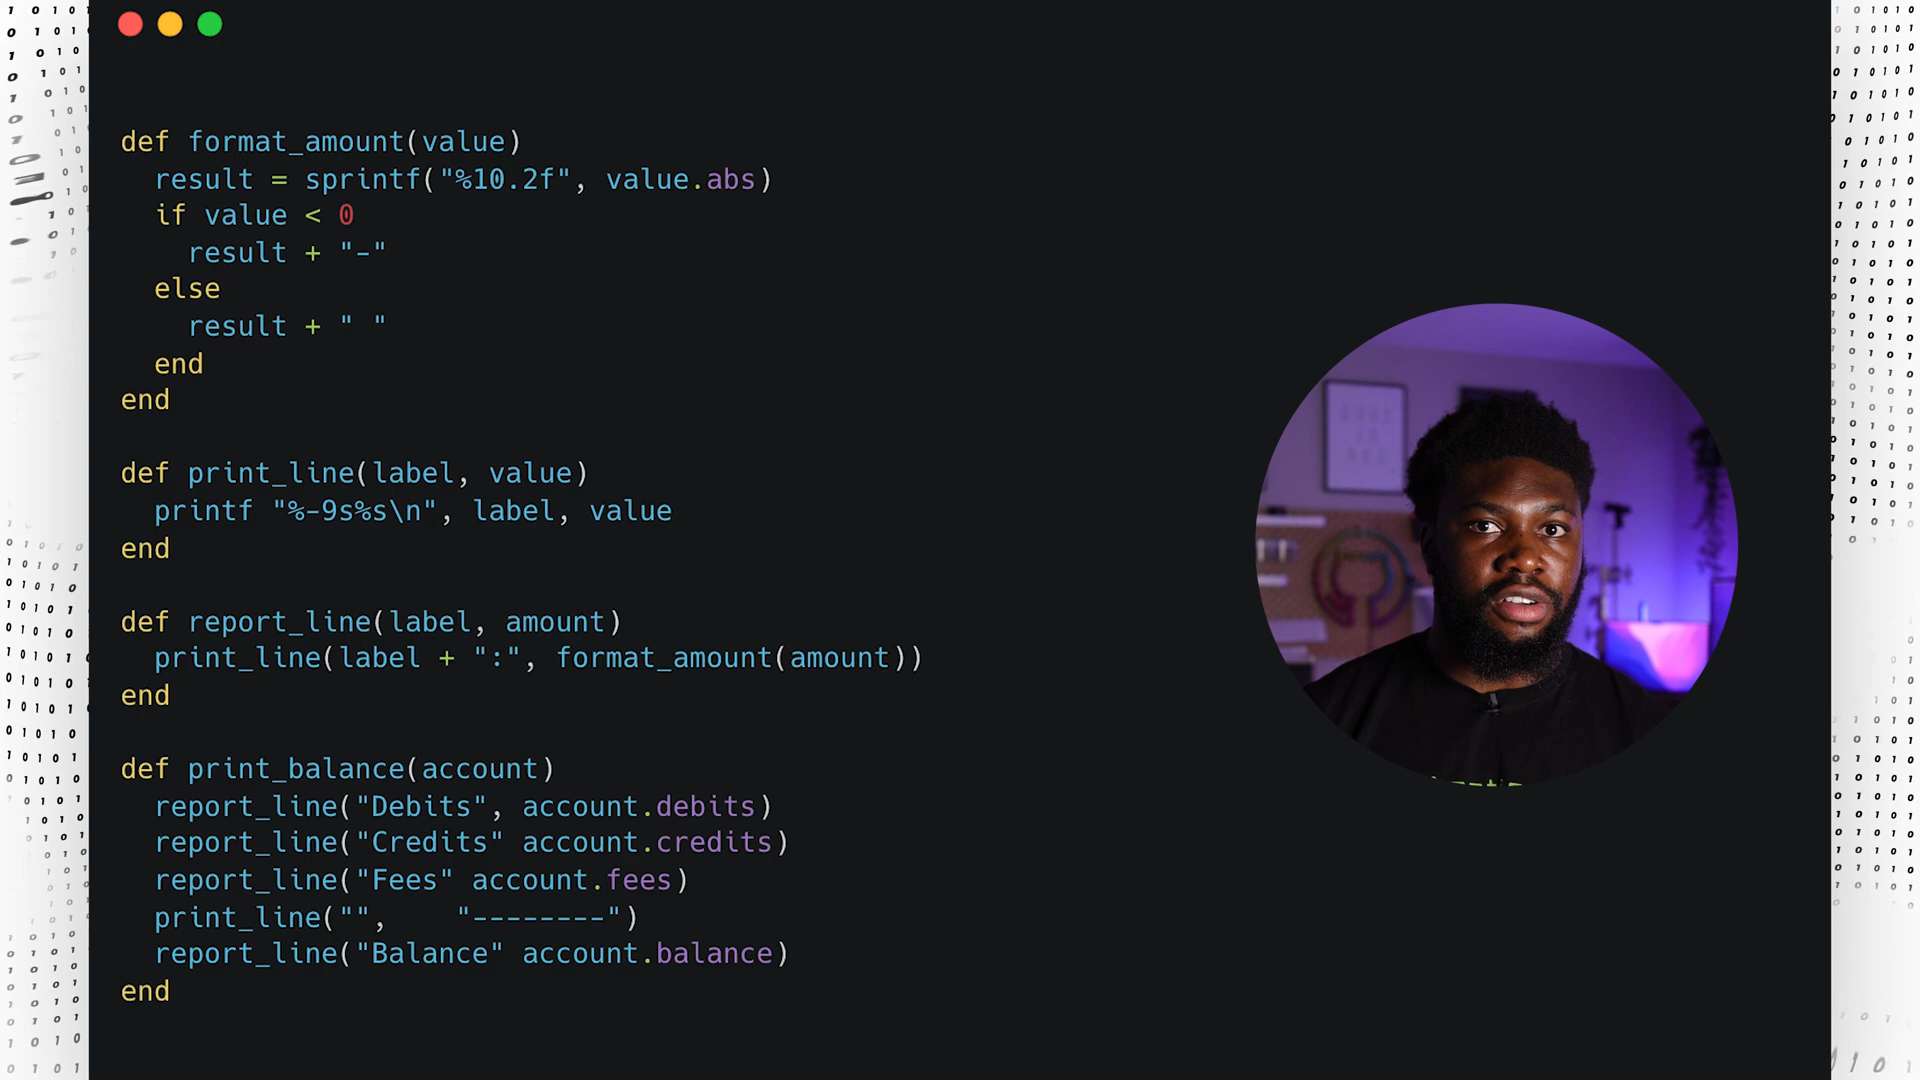 def format_amount(value)
  result = sprintf("%10.2f", value.abs)
  if value < 0
    result + "-"
  else
    result + " "
  end
end

def print_line(label, value)
  printf "%-9s%s\n", label, value
end

def report_line(label, amount)
  print_line(label + ":", format_amount(amount))
end

def print_balance(account)
  report_line("Debits", account.debits)
  report_line("Credits" account.credits)
  report_line("Fees" account.fees)
  print_line("",    "--------")
  report_line("Balance" account.balance)
end